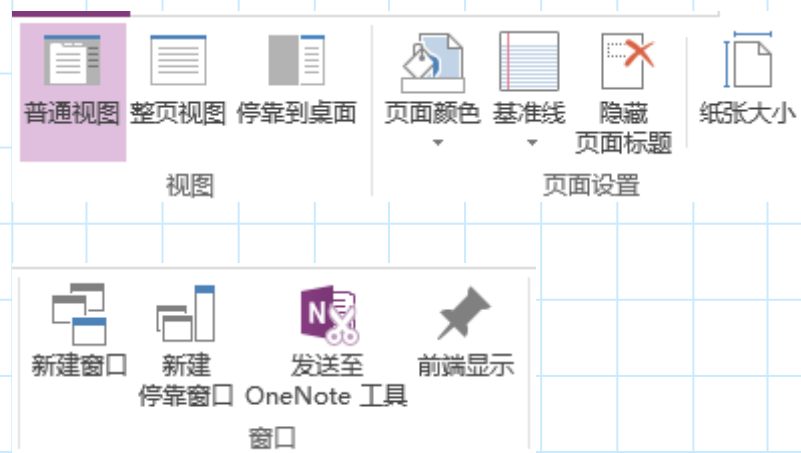 普通视图 整页视图 停靠到桌面 页面颜色 基准线 隐藏 纸张大小
页面标题
视图 页面设置
新建窗口 新建 发送至 前端显示
停靠窗口 OneNote 工具
窗口